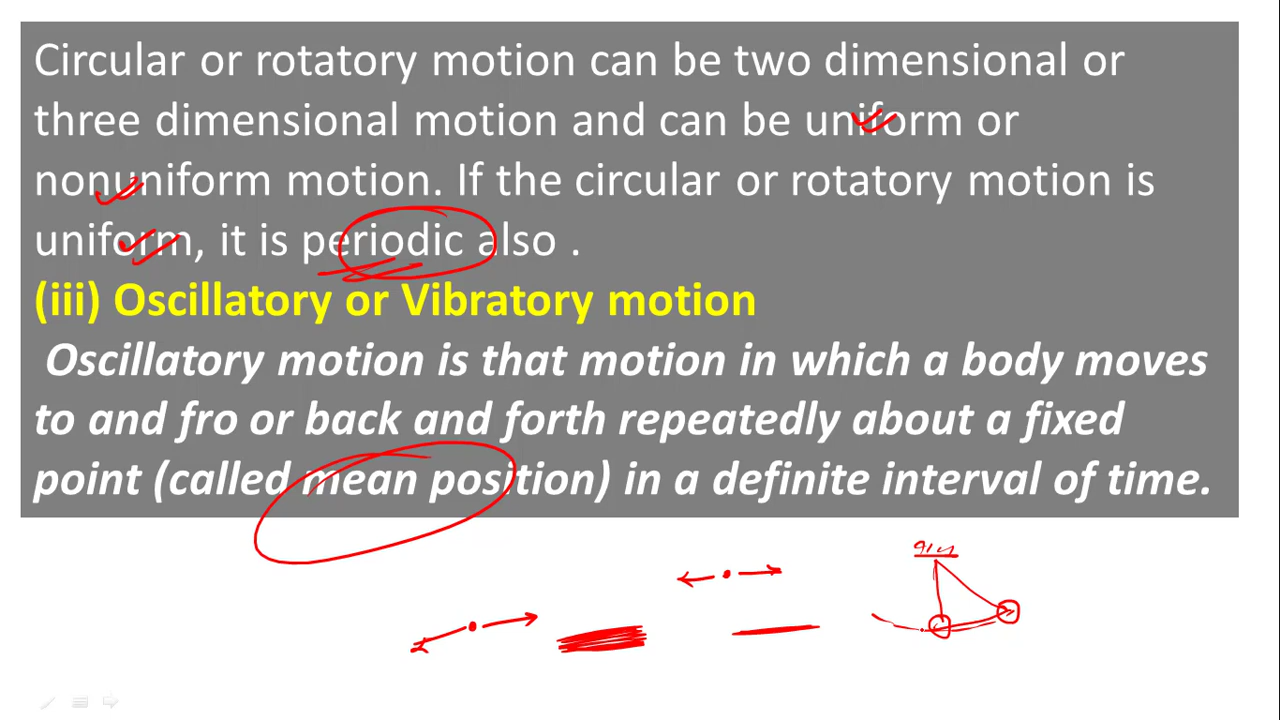 Circular or rotatory motion can be two dimensional or
three dimensional motion and can be uniform or
nonuniform motion. If the circular or rotatory motion is
uniform, it is periodic also .
(iii) Oscillatory or Vibratory motion
Oscillatory motion is that motion in which a body moves
to and fro or back and forth repeatedly about a fixed
point (called mean position) in a definite interval of time.